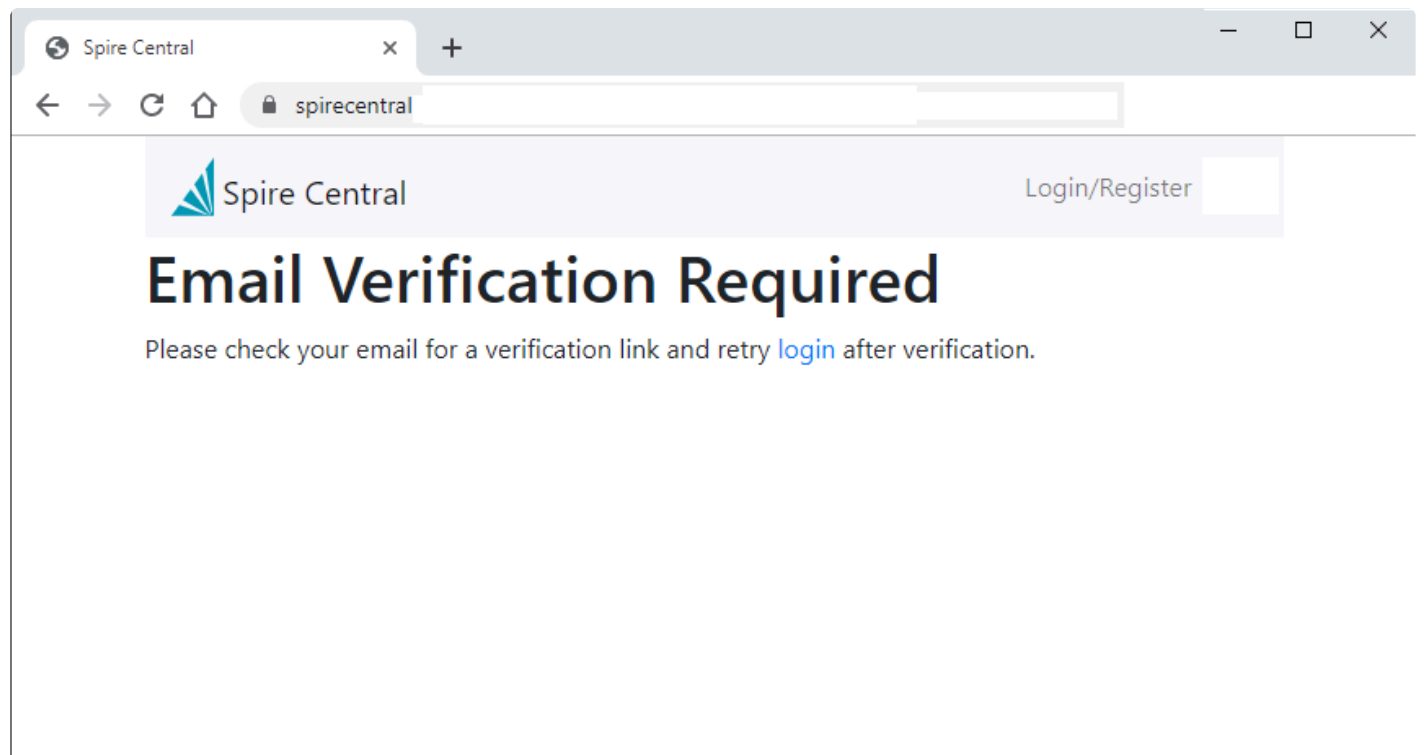 Spire Central
spirecentral
Spire Central
Login/Register
Email Verification Required
Please check your email for a verification link and retry login after verification.